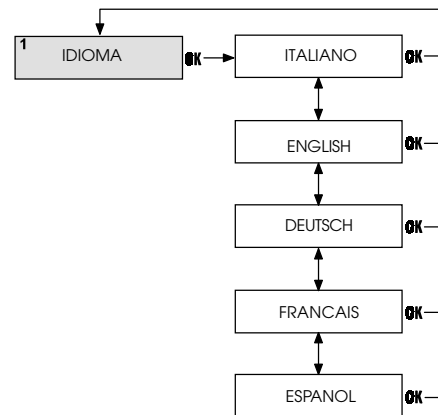 1
IDIOMA OK ITALIANO OK
ENGLISH OK
DEUTSCH OK
FRANCAIS OK
ESPANOL OK